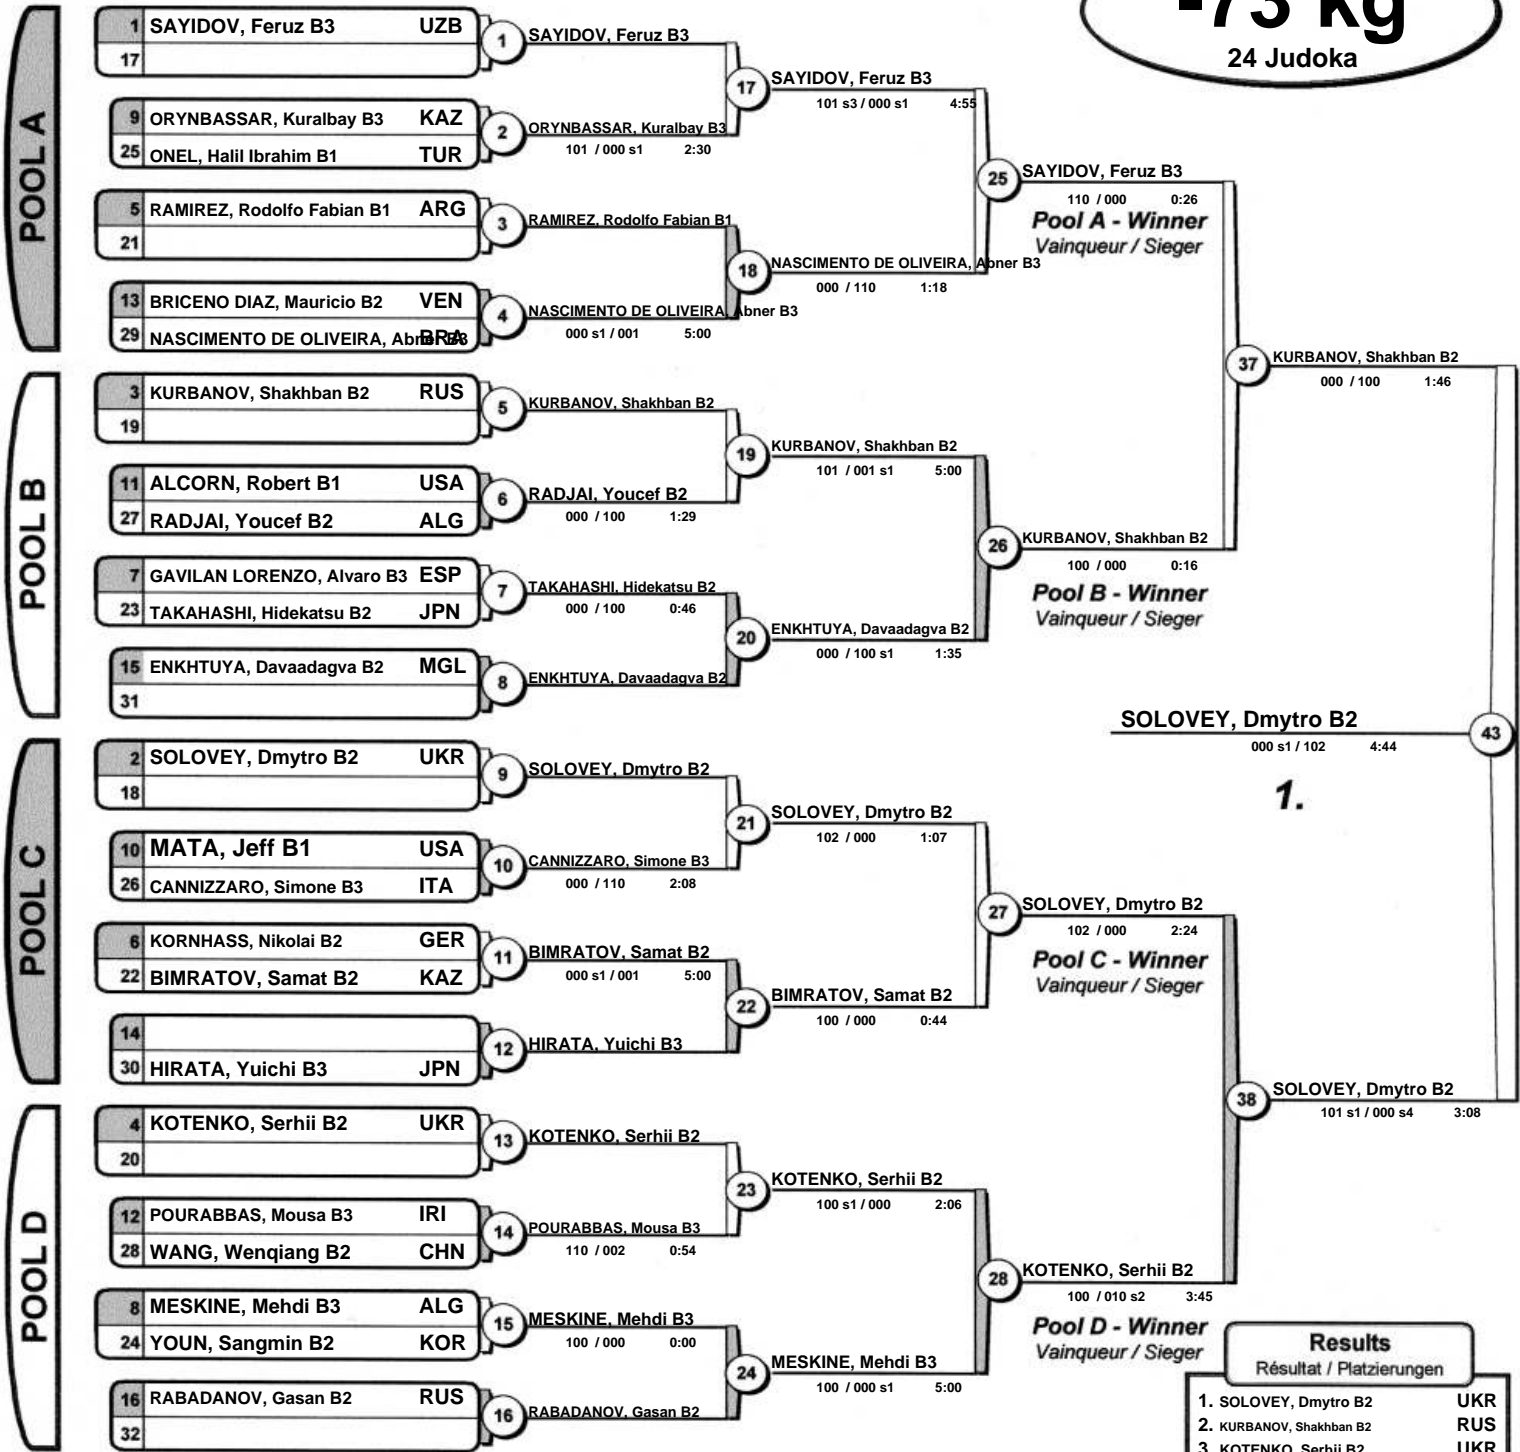 -73 kg
24 Judoka
POOL A
1 SAYIDOV, Feruz B3 UZB
17
9 ORYNBASSAR, Kuralbay B3 KAZ
25 ONEL, Halil Ibrahim B1 TUR
5 RAMIREZ, Rodolfo Fabian B1 ARG
21
13 BRICENO DIAZ, Mauricio B2 VEN
29 NASCIMENTO DE OLIVEIRA, Abner B3 BRA
POOL B
3 KURBANOV, Shakhban B2 RUS
19
11 ALCORN, Robert B1 USA
27 RADJAI, Youcef B2 ALG
7 GAVILAN LORENZO, Alvaro B3 ESP
23 TAKAHASHI, Hidekatsu B2 JPN
15 ENKHTUYA, Davaadagva B2 MGL
31
POOL C
2 SOLOVEY, Dmytro B2 UKR
18
10 MATA, Jeff B1 USA
26 CANNIZZARO, Simone B3 ITA
6 KORNHASS, Nikolai B2 GER
22 BIMRATOV, Samat B2 KAZ
14
30 HIRATA, Yuichi B3 JPN
POOL D
4 KOTENKO, Serhii B2 UKR
20
12 POURABBAS, Mousa B3 IRI
28 WANG, Wenqiang B2 CHN
8 MESKINE, Mehdi B3 ALG
24 YOUN, Sangmin B2 KOR
16 RABADANOV, Gasan B2 RUS
32
1 SAYIDOV, Feruz B3
2 ORYNBASSAR, Kuralbay B3
101 / 000 s1 2:30
3 RAMIREZ, Rodolfo Fabian B1
4 NASCIMENTO DE OLIVEIRA, Abner B3
000 s1 / 001 5:00
5 KURBANOV, Shakhban B2
6 RADJAI, Youcef B2
000 / 100 1:29
7 TAKAHASHI, Hidekatsu B2
000 / 100 0:46
8 ENKHTUYA, Davaadagva B2
9 SOLOVEY, Dmytro B2
10 CANNIZZARO, Simone B3
000 / 110 2:08
11 BIMRATOV, Samat B2
000 s1 / 001 5:00
12 HIRATA, Yuichi B3
13 KOTENKO, Serhii B2
14 POURABBAS, Mousa B3
110 / 002 0:54
15 MESKINE, Mehdi B3
100 / 000 0:00
16 RABADANOV, Gasan B2
17 SAYIDOV, Feruz B3
101 s3 / 000 s1 4:55
18 NASCIMENTO DE OLIVEIRA, Abner B3
000 / 110 1:18
19 KURBANOV, Shakhban B2
101 / 001 s1 5:00
20 ENKHTUYA, Davaadagva B2
000 / 100 s1 1:35
21 SOLOVEY, Dmytro B2
102 / 000 1:07
22 BIMRATOV, Samat B2
100 / 000 0:44
23 KOTENKO, Serhii B2
100 s1 / 000 2:06
24 MESKINE, Mehdi B3
100 / 000 s1 5:00
25 SAYIDOV, Feruz B3
110 / 000 0:26
Pool A - Winner
Vainqueur / Sieger
26 KURBANOV, Shakhban B2
100 / 000 0:16
Pool B - Winner
Vainqueur / Sieger
27 SOLOVEY, Dmytro B2
102 / 000 2:24
Pool C - Winner
Vainqueur / Sieger
28 KOTENKO, Serhii B2
100 / 010 s2 3:45
Pool D - Winner
Vainqueur / Sieger
37 KURBANOV, Shakhban B2
000 / 100 1:46
38 SOLOVEY, Dmytro B2
101 s1 / 000 s4 3:08
SOLOVEY, Dmytro B2 43
000 s1 / 102 4:44
1.
Results
Résultat / Platzierungen
1. SOLOVEY, Dmytro B2 UKR
2. KURBANOV, Shakhban B2 RUS
3. KOTENKO, Serhii B2 UKR